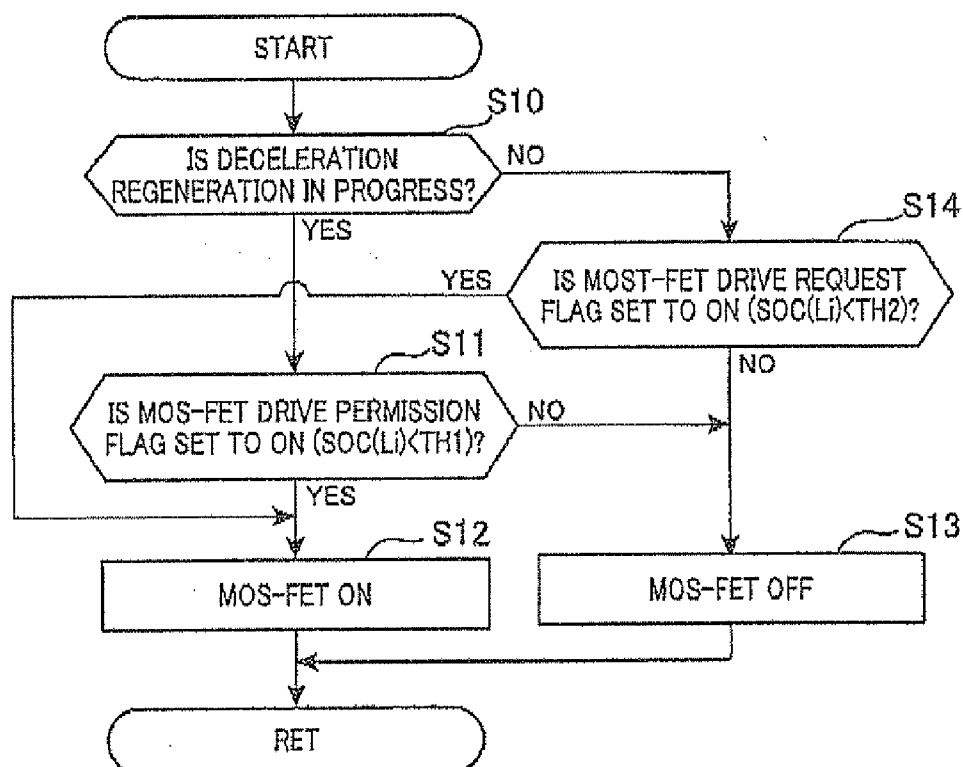 START
S10
IS DECELERATION
REGENERATION IN PROGRESS?
NO
YES
S14
IS MOST-FET DRIVE REQUEST
FLAG SET TO ON (SOC(Li)<TH2)?
YES
NO
S11
IS MOS-FET DRIVE PERMISSION
FLAG SET TO ON (SOC(Li)<TH1)?
NO
YES
S12
MOS-FET ON
S13
MOS-FET OFF
RET